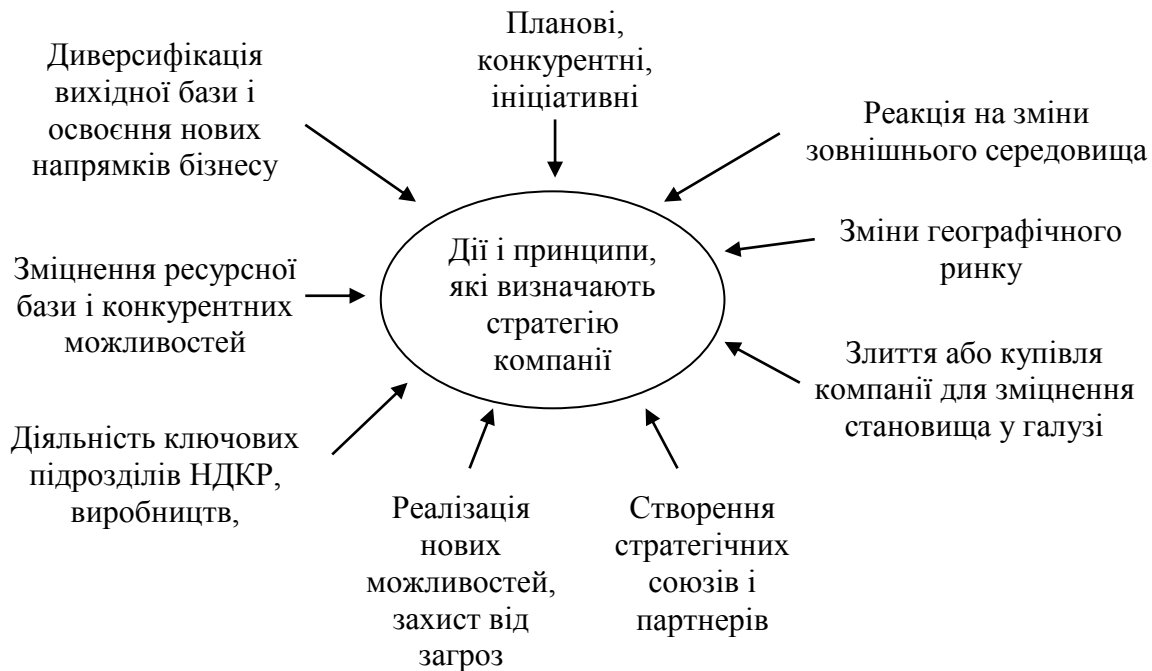 Диверсифікація
вихідної бази і
освоєння нових
напрямків бізнесу
Планові,
конкурентні,
ініціативні
Реакція на зміни
зовнішнього середовища
Зміни географічного
ринку
Злиття або купівля
компанії для зміцнення
становища у галузі
Створення
стратегічних
союзів і
партнерів
Реалізація
нових
можливостей,
захист від
загроз
Діяльність ключових
підрозділів НДКР,
виробництв,
Зміцнення ресурсної
бази і конкурентних
можливостей
Дії і принципи,
які визначають
стратегію
компанії